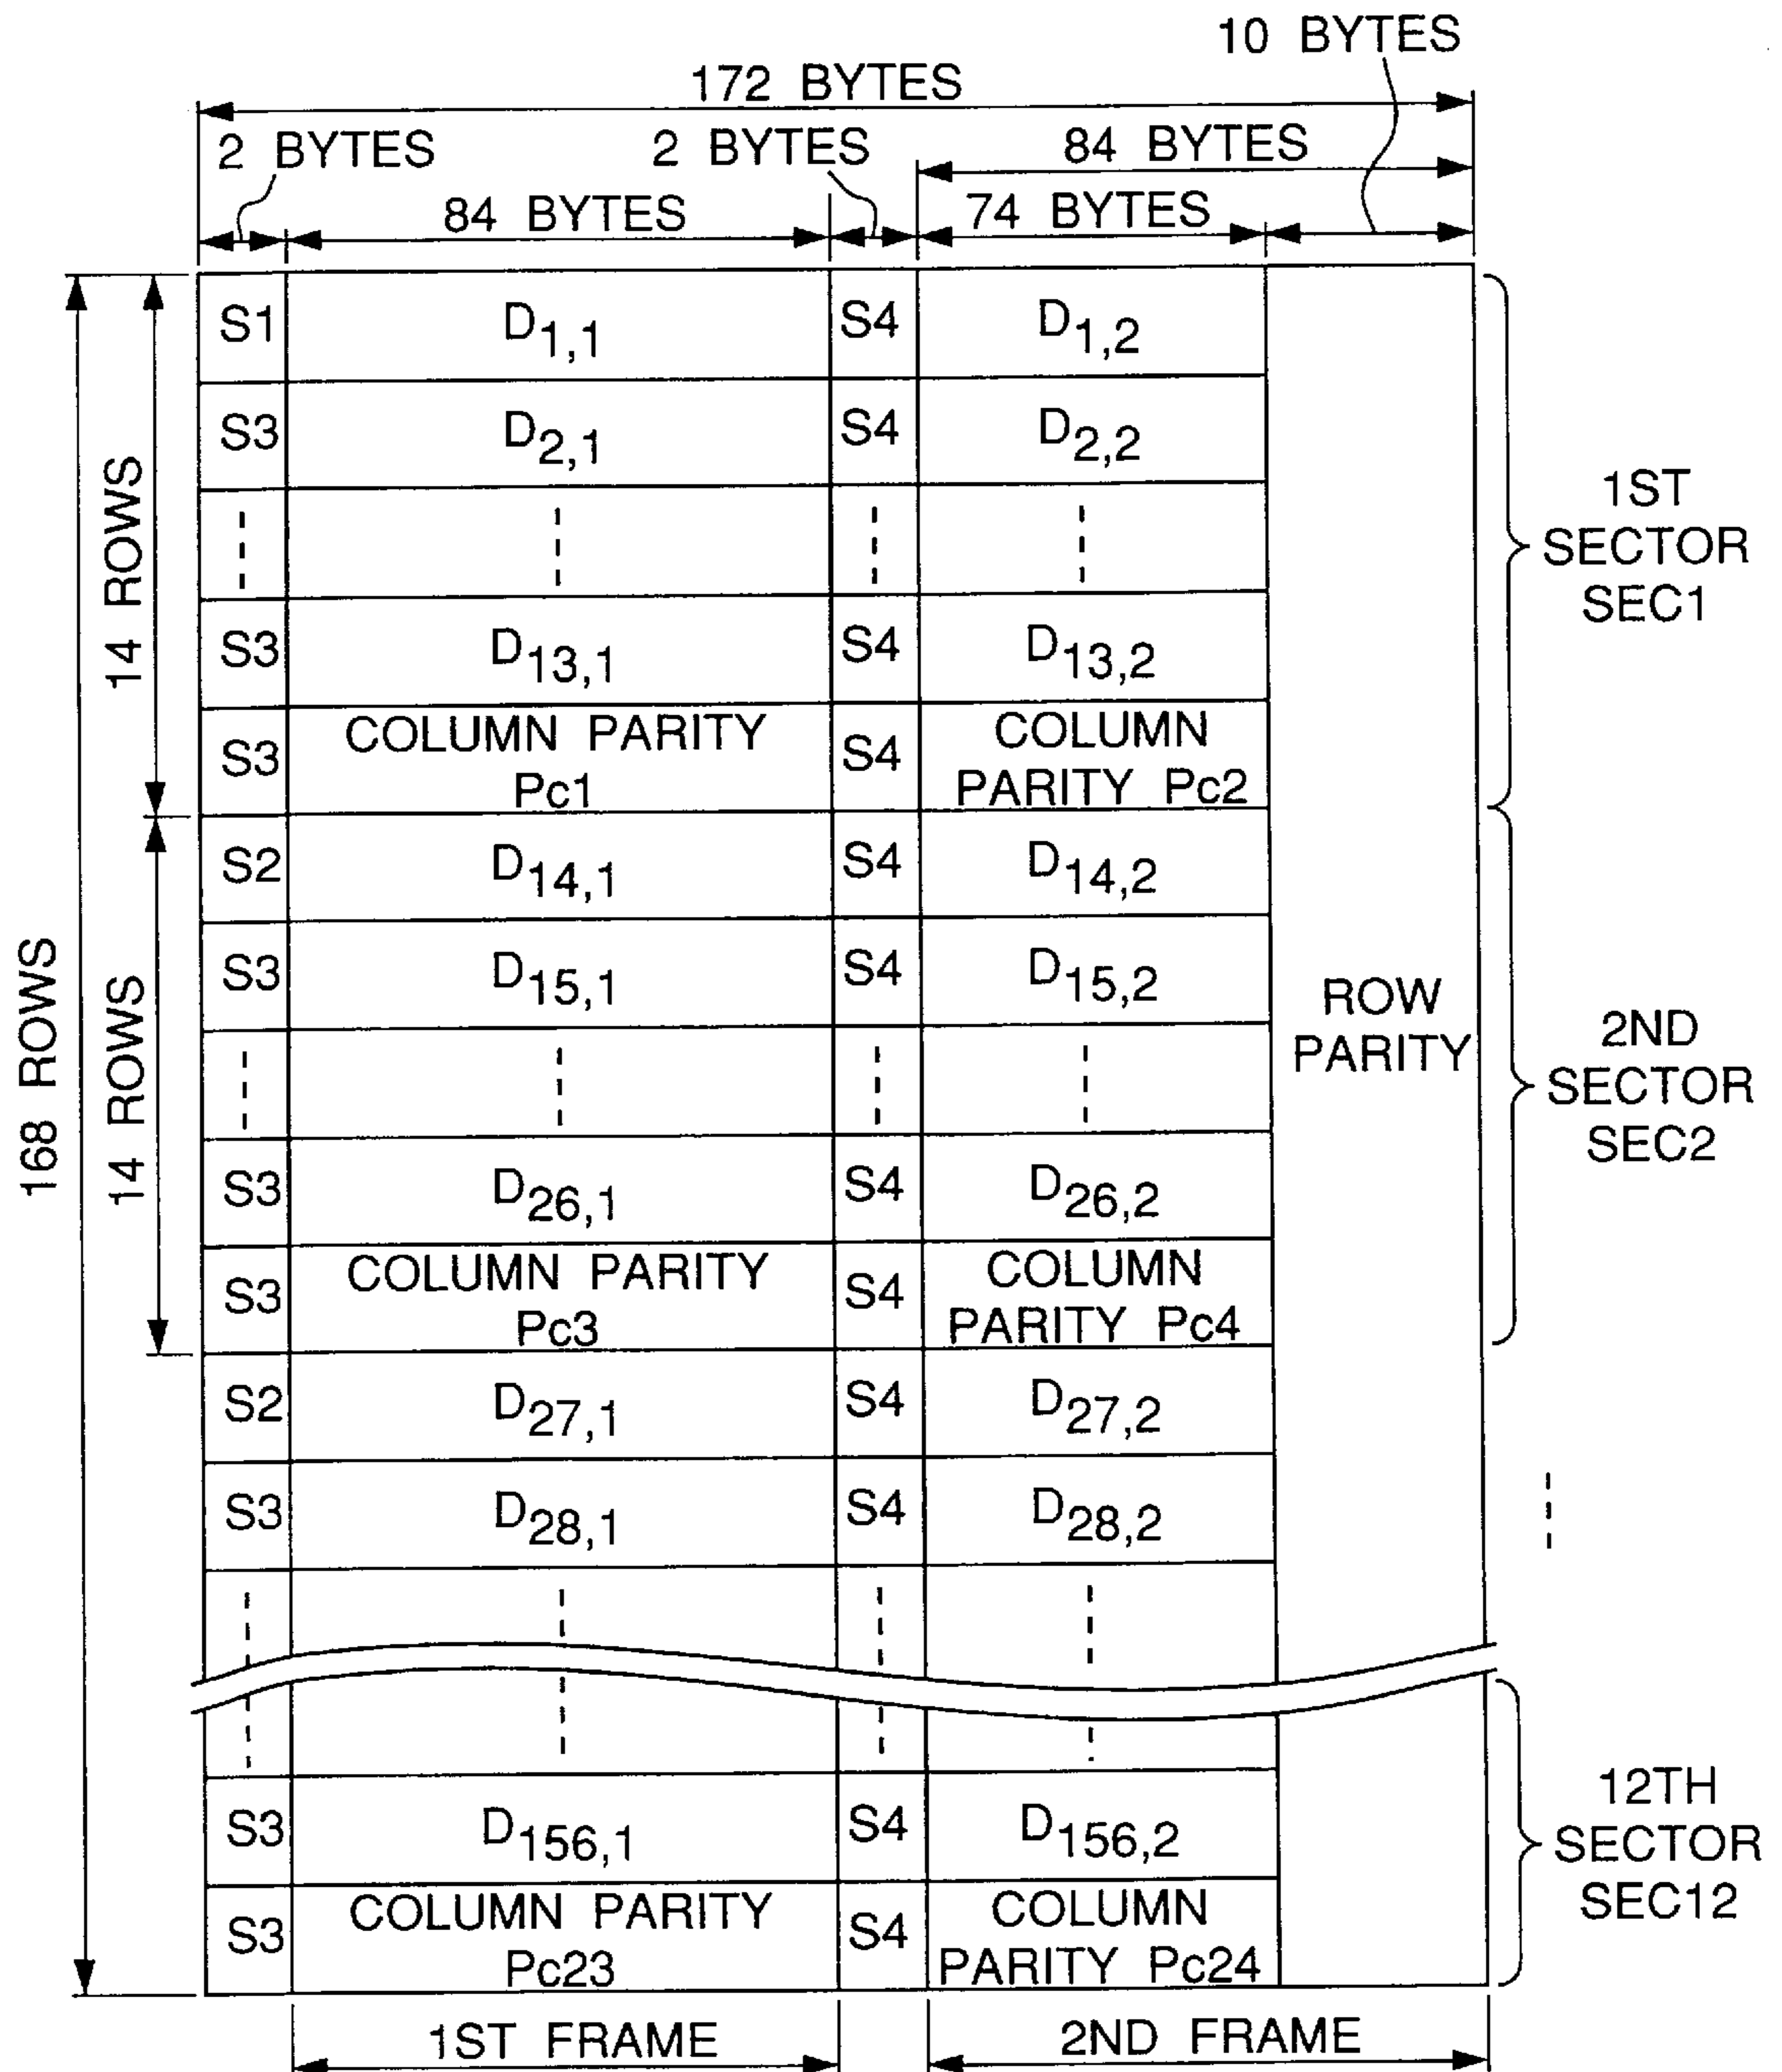 10 BYTES
172 BYTES
2 BYTES
2 BYTES
84 BYTES
84 BYTES
74 BYTES
S1 D1,1 S4 D1,2
S3 D2,1 S4 D2,2
S3 D13,1 S4 D13,2
S3 COLUMN PARITY Pc1 S4 COLUMN PARITY Pc2
S2 D14,1 S4 D14,2
S3 D15,1 S4 D15,2
S3 D26,1 S4 D26,2
S3 COLUMN PARITY Pc3 S4 COLUMN PARITY Pc4
S2 D27,1 S4 D27,2
S3 D28,1 S4 D28,2
S3 D156,1 S4 D156,2
S3 COLUMN PARITY Pc23 S4 COLUMN PARITY Pc24
ROW
PARITY
168 ROWS
14 ROWS
14 ROWS
1ST
SECTOR
SEC1
2ND
SECTOR
SEC2
12TH
SECTOR
SEC12
1ST FRAME
2ND FRAME